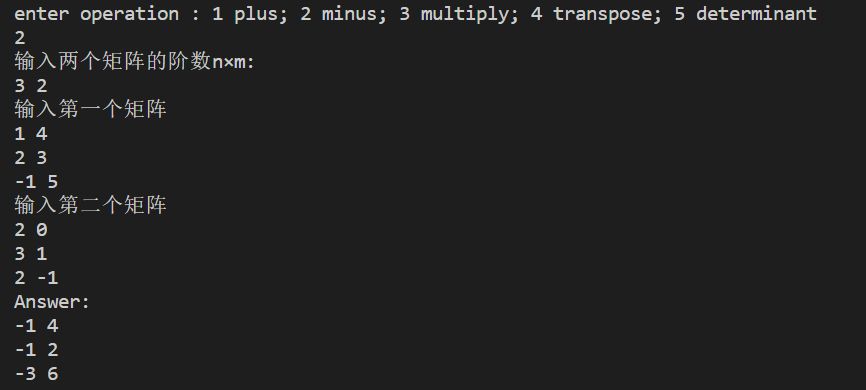 enter operation : 1 plus; 2 minus; 3 multiply; 4 transpose; 5 determinant
2
输入两个矩阵的阶数n×m:
3 2
输入第一个矩阵
1 4
2 3
-1 5
输入第二个矩阵
2 0
3 1
2 -1
Answer:
-1 4
-1 2
-3 6